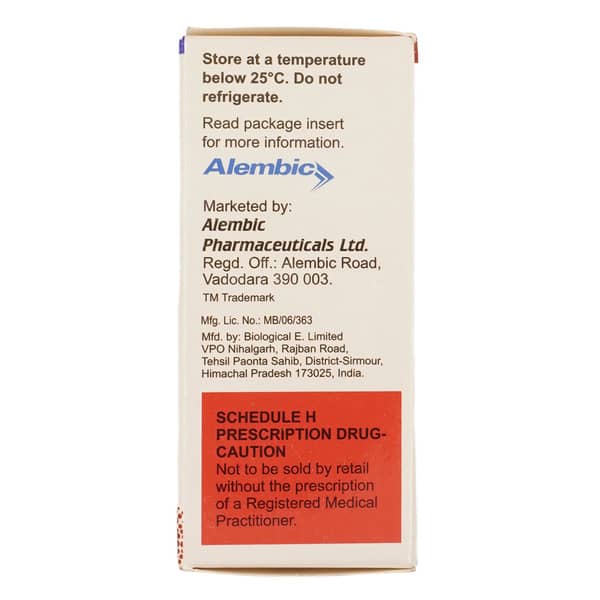 Store at a temperature
below 25°C. Do not
refrigerate.
Read package insert
for more information.
Alembic
Marketed by:
Alembic
Pharmaceuticals Ltd.
Regd. Off.: Alembic Road,
Vadodara 390 003.
TM Trademark
Mfg. Lic. No.: MB/06/363
Mfd. by: Biological E. Limited
VPO Nihalgarh, Rajban Road,
Tehsil Paonta Sahib, District-Sirmour,
Himachal Pradesh 173025, India.
SCHEDULE H
PRESCRIPTION DRUG-
CAUTION
Not to be sold by retail
without the prescription
of a Registered Medical
Practitioner.